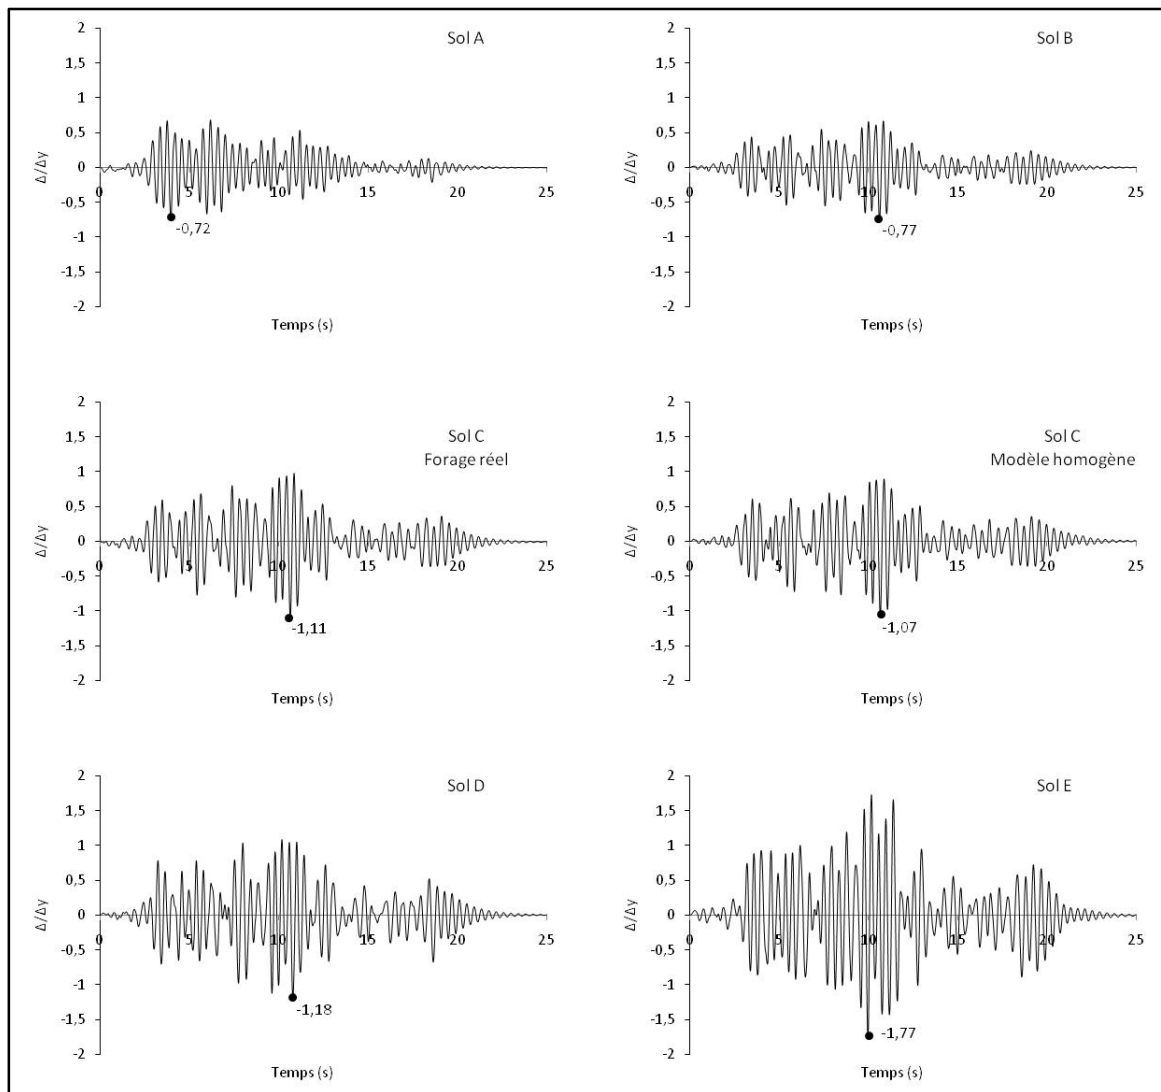 Sol A
2
1,5
1
0,5
0
-0,5
-1
-1,5
-2
0 5 10 15 20 25
Δ/Δy
Temps (s)
-0,72
Sol B
2
1,5
1
0,5
0
-0,5
-1
-1,5
-2
0 5 10 15 20 25
Δ/Δy
Temps (s)
-0,77
Sol C
Forage réel
2
1,5
1
0,5
0
-0,5
-1
-1,5
-2
0 5 10 15 20 25
Δ/Δy
Temps (s)
-1,11
Sol C
Modèle homogène
2
1,5
1
0,5
0
-0,5
-1
-1,5
-2
0 5 10 15 20 25
Δ/Δy
Temps (s)
-1,07
Sol D
2
1,5
1
0,5
0
-0,5
-1
-1,5
-2
0 5 10 15 20 25
Δ/Δy
Temps (s)
-1,18
Sol E
2
1,5
1
0,5
0
-0,5
-1
-1,5
-2
0 5 10 15 20 25
Δ/Δy
Temps (s)
-1,77